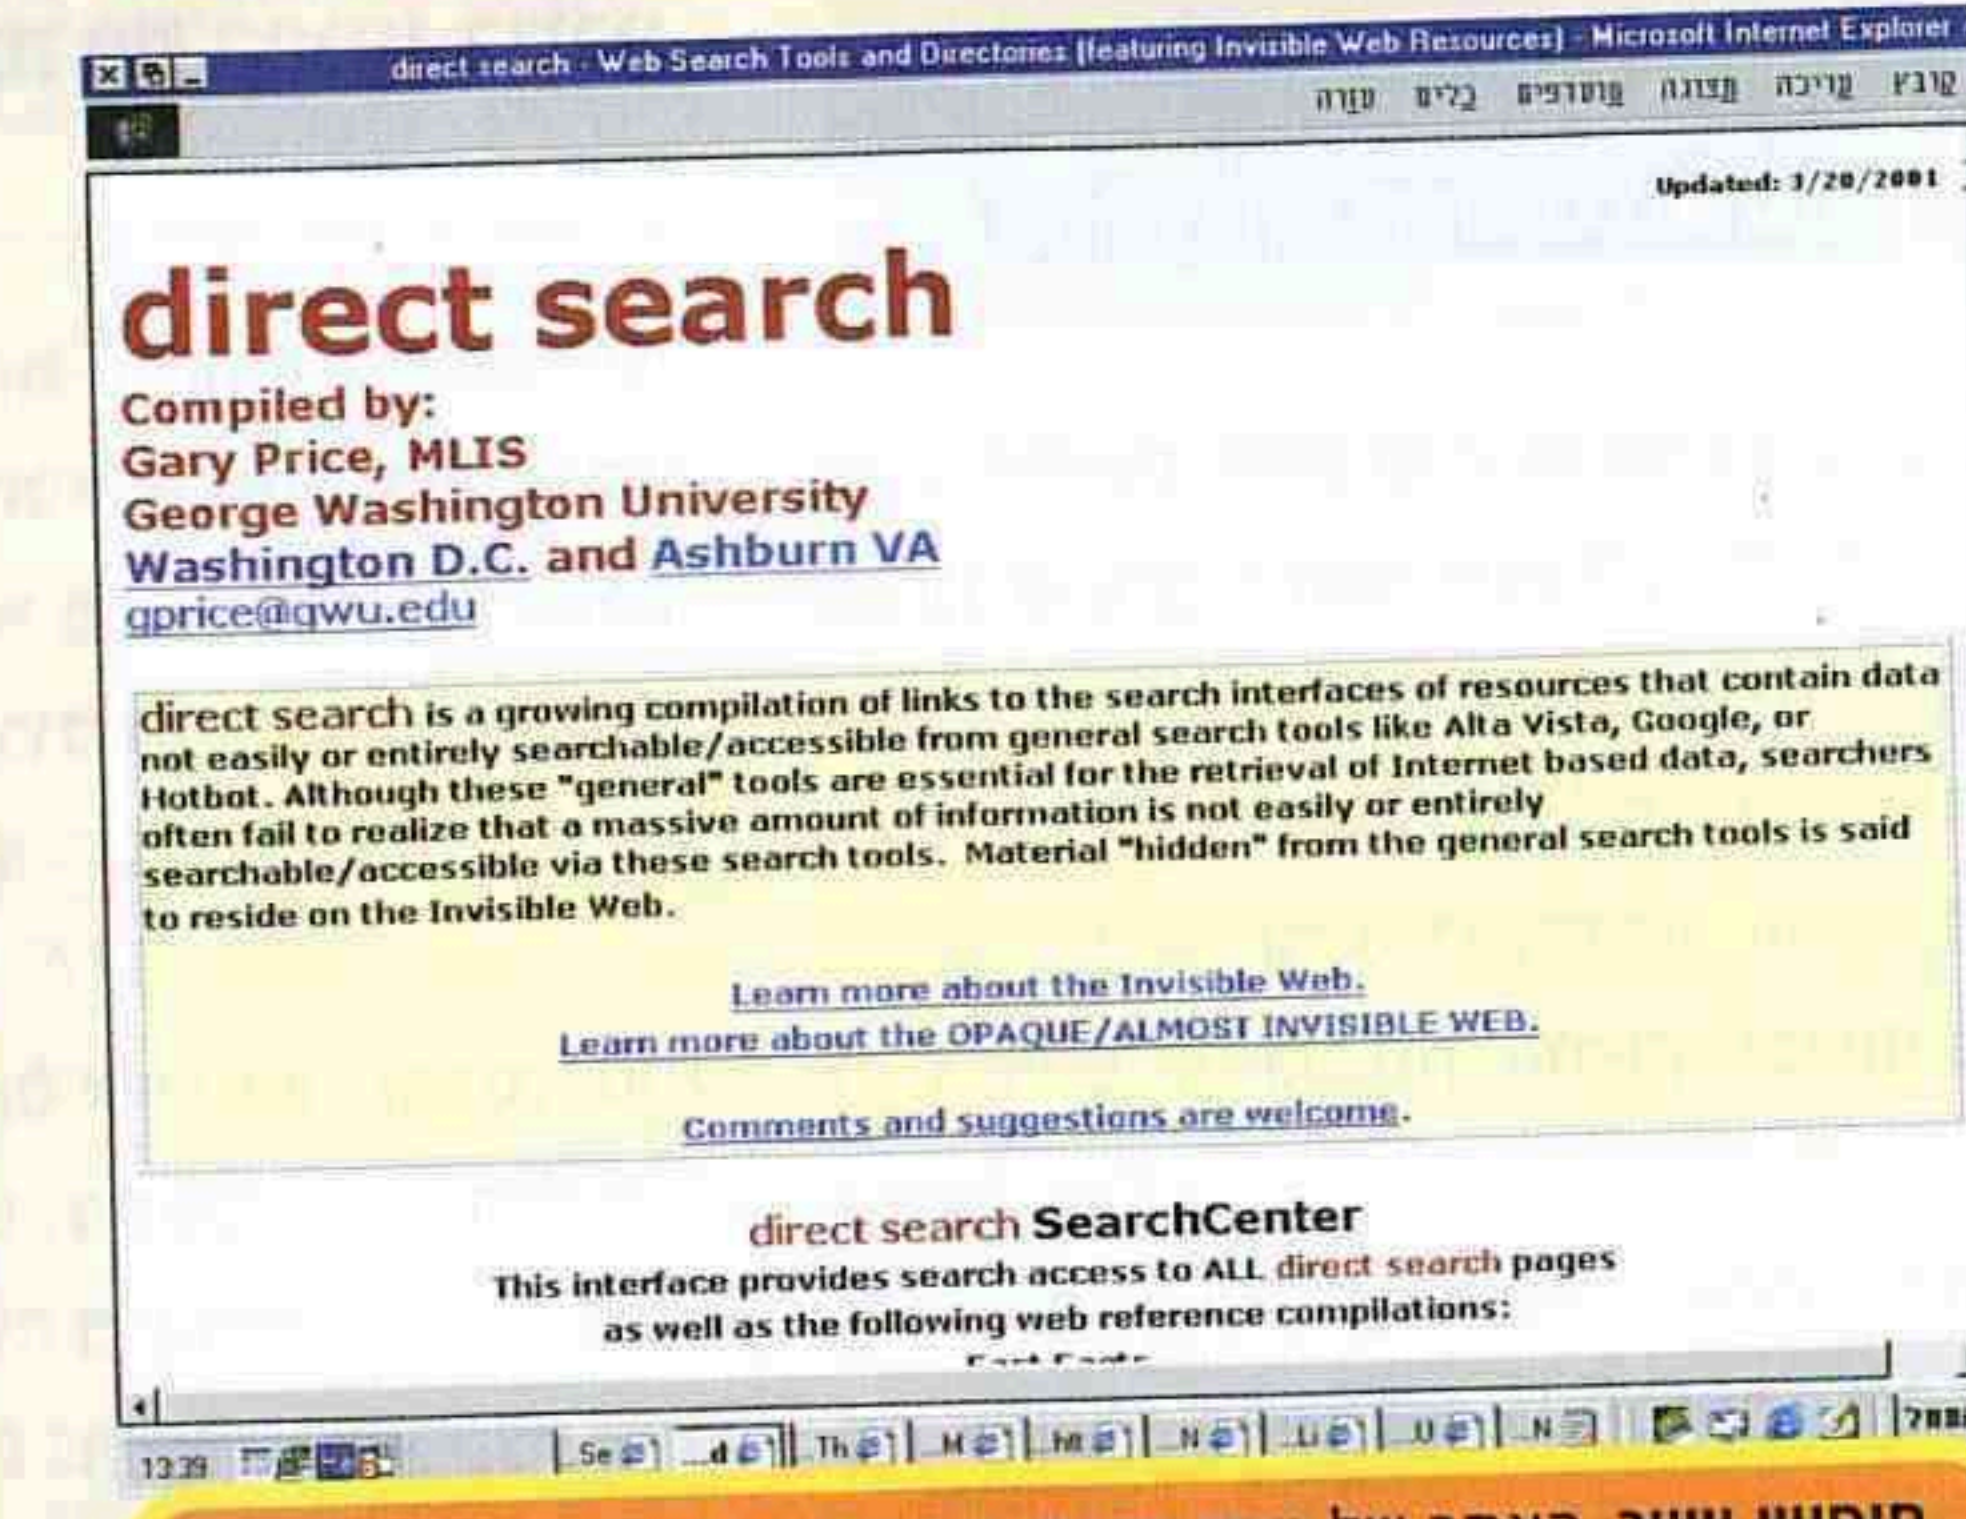 direct search - Web Search Tools and Directories (featuring Invisible Web Resources) - Microsoft Internet Explorer
קובץ עריכה תצוגה מועדפים כלים עזרה
Updated: 3/20/2001
direct search
Compiled by:
Gary Price, MLIS
George Washington University
Washington D.C. and Ashburn VA
gprice@gwu.edu
direct search is a growing compilation of links to the search interfaces of resources that contain data
not easily or entirely searchable/accessible from general search tools like Alta Vista, Google, or
Hotbot. Although these "general" tools are essential for the retrieval of Internet based data, searchers
often fail to realize that a massive amount of information is not easily or entirely
searchable/accessible via these search tools. Material "hidden" from the general search tools is said
to reside on the Invisible Web.
Learn more about the Invisible Web.
Learn more about the OPAQUE/ALMOST INVISIBLE WEB.
Comments and suggestions are welcome.
direct search SearchCenter
This interface provides search access to ALL direct search pages
as well as the following web reference compilations:
13:39 Se ...d Th ...M ...ht ...N ...Li ...U ...N